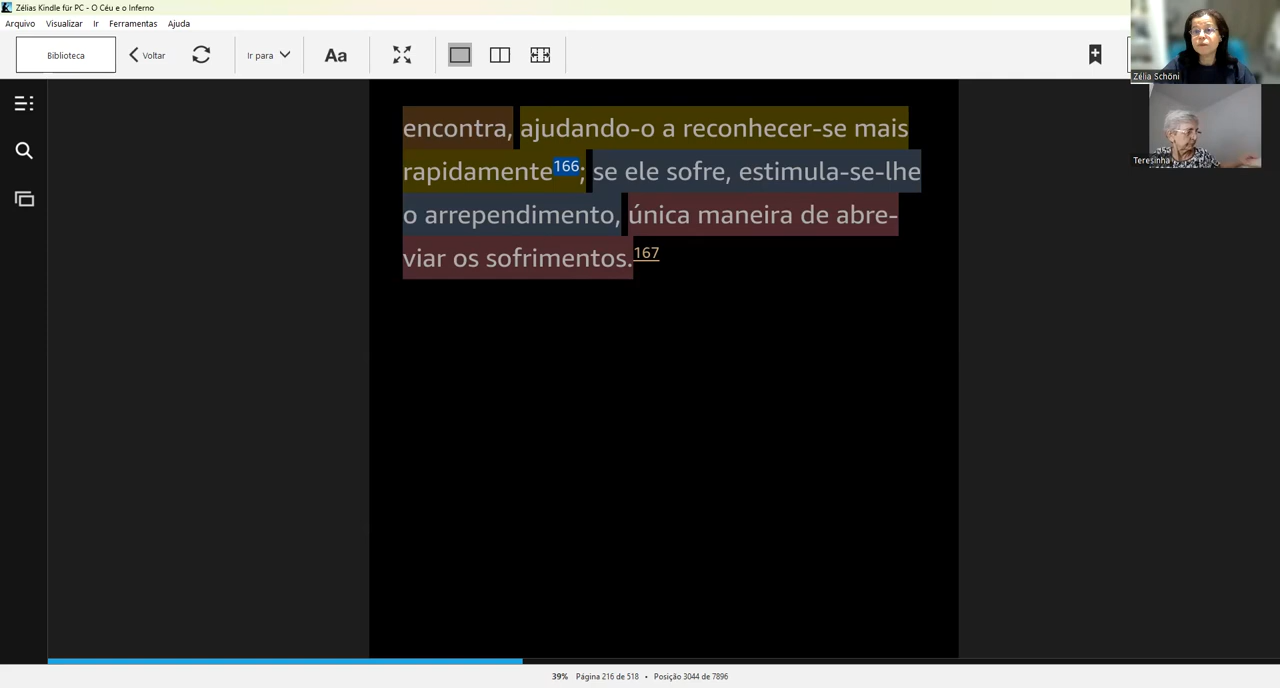 Zélias Kindle für PC - O Céu e o Inferno
Arquivo Visualizar Ir Ferramentas Ajuda
Biblioteca Voltar Ir para Aa
Zélia Schöni
Teresinha
encontra, ajudando-o a reconhecer-se mais
rapidamente166; se ele sofre, estimula-se-lhe
o arrependimento, única maneira de abre-
viar os sofrimentos.167
39% Página 216 de 518 • Posição 3044 de 7896